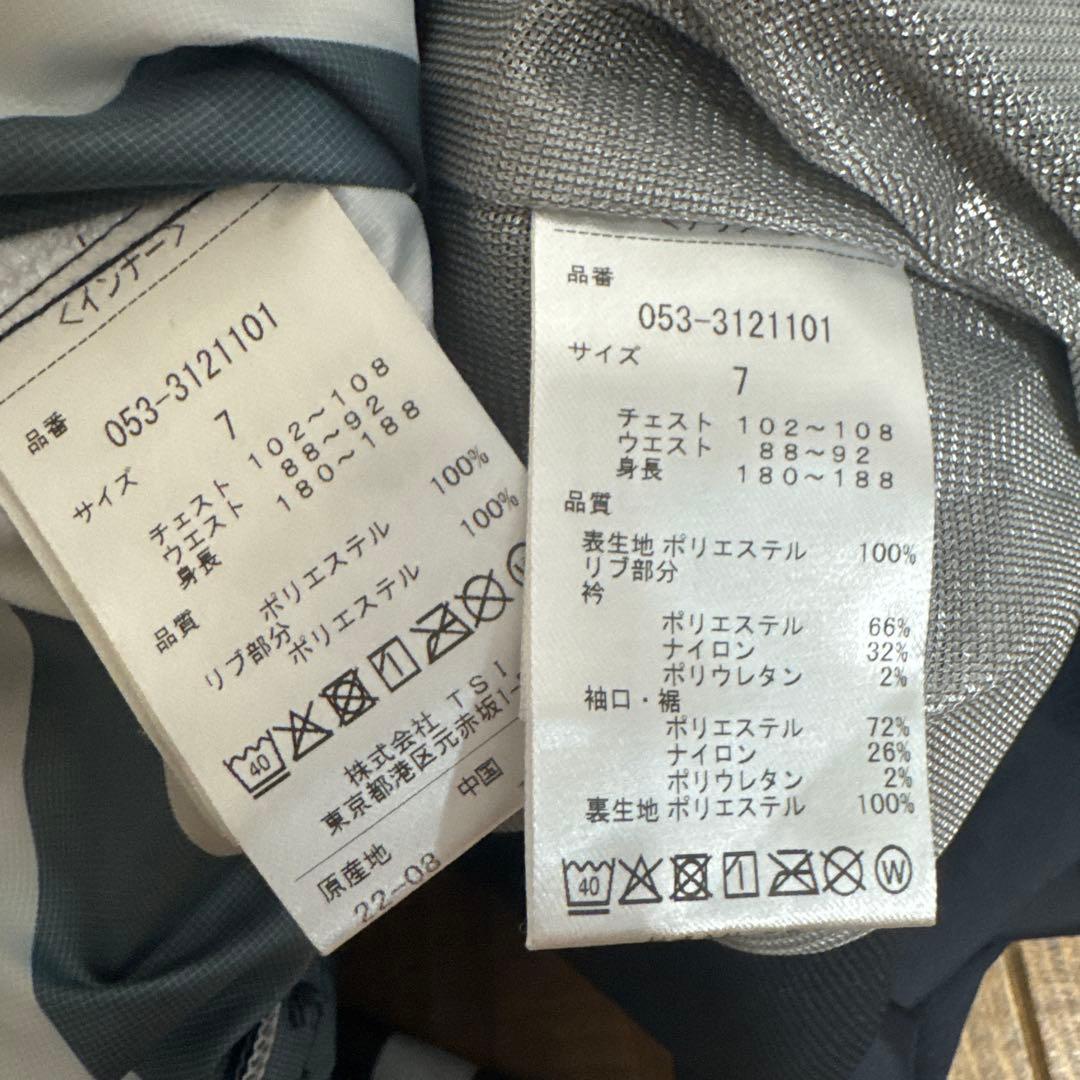 <インナー>
品番
053-3121101
サイズ
7
チェスト 102～108
ウエスト 88～92
身長 180～188
品質
ポリエステル 100%
リブ部分
ポリエステル 100%
40
株式会社 TSI
東京都港区元赤坂1-
原産地 中国
22-08
品番
053-3121101
サイズ
7
チェスト 102～108
ウエスト 88～92
身長 180～188
品質
表生地 ポリエステル 100%
リブ部分
衿
ポリエステル 66%
ナイロン 32%
ポリウレタン 2%
袖口・裾
ポリエステル 72%
ナイロン 26%
ポリウレタン 2%
裏生地 ポリエステル 100%
40 W